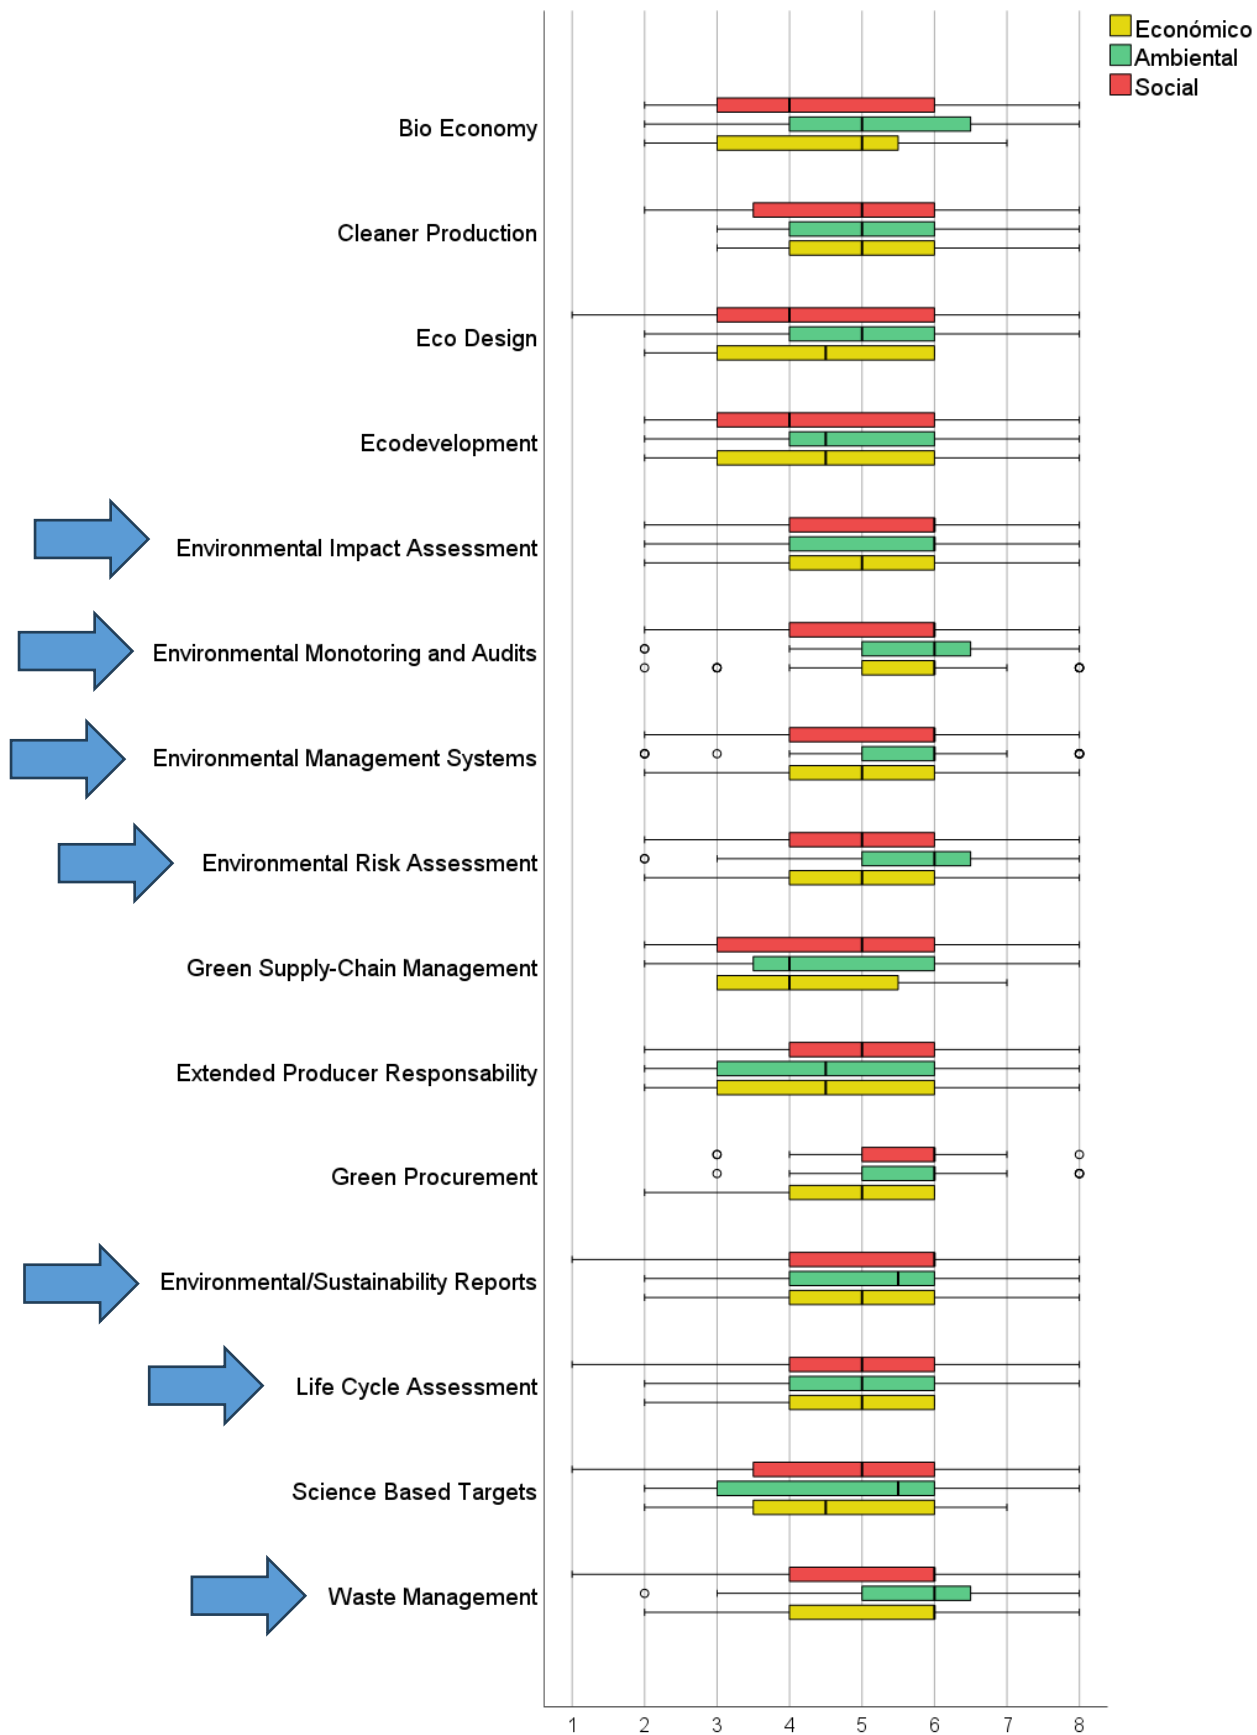 Económico
Ambiental
Social
Bio Economy
Cleaner Production
Eco Design
Ecodevelopment
Environmental Impact Assessment
Environmental Monotoring and Audits
Environmental Management Systems
Environmental Risk Assessment
Green Supply-Chain Management
Extended Producer Responsability
Green Procurement
Environmental/Sustainability Reports
Life Cycle Assessment
Science Based Targets
Waste Management
1 2 3 4 5 6 7 8